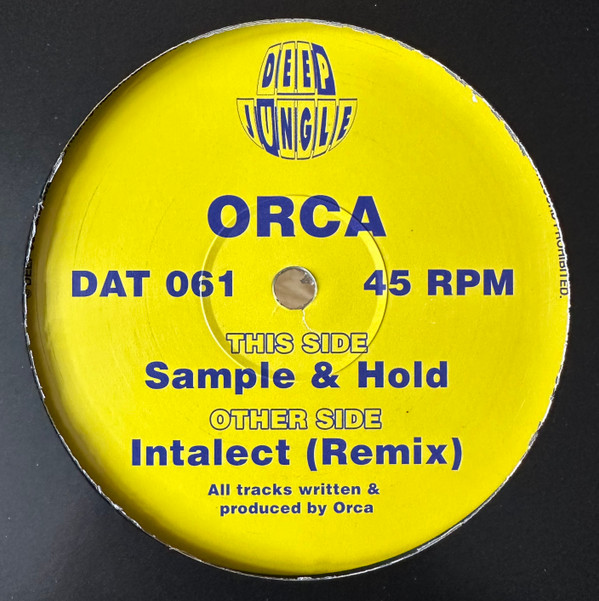 DEEP
JUNGLE
ORCA
DAT 061 45 RPM
THIS SIDE
Sample & Hold
OTHER SIDE
Intalect (Remix)
All tracks written &
produced by Orca
PROHIBITED.